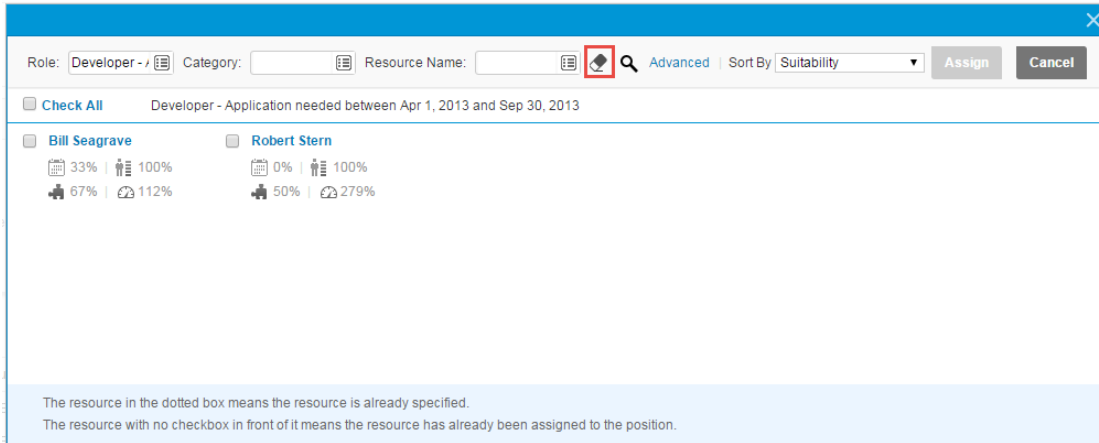 Role: Developer - A Category: Resource Name: Advanced Sort By Suitability Assign Cancel
Check All Developer - Application needed between Apr 1, 2013 and Sep 30, 2013
Bill Seagrave Robert Stern
33% | 100% 0% | 100%
67% | 112% 50% | 279%
The resource in the dotted box means the resource is already specified.
The resource with no checkbox in front of it means the resource has already been assigned to the position.